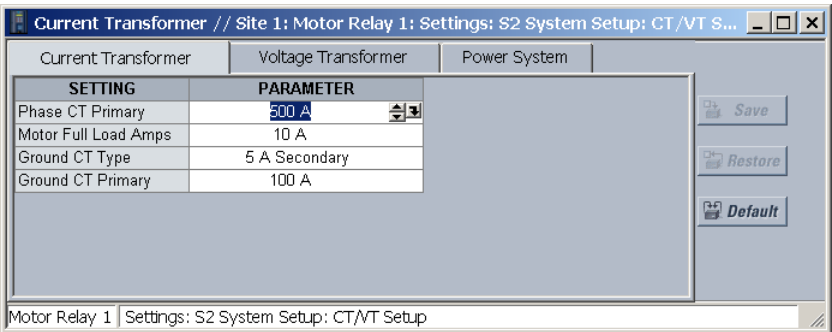 Current Transformer // Site 1: Motor Relay 1: Settings: S2 System Setup: CT/VT S...
Current Transformer Voltage Transformer Power System
SETTING PARAMETER
Phase CT Primary 500 A
Motor Full Load Amps 10 A
Ground CT Type 5 A Secondary
Ground CT Primary 100 A
Save
Restore
Default
Motor Relay 1 Settings: S2 System Setup: CT/VT Setup